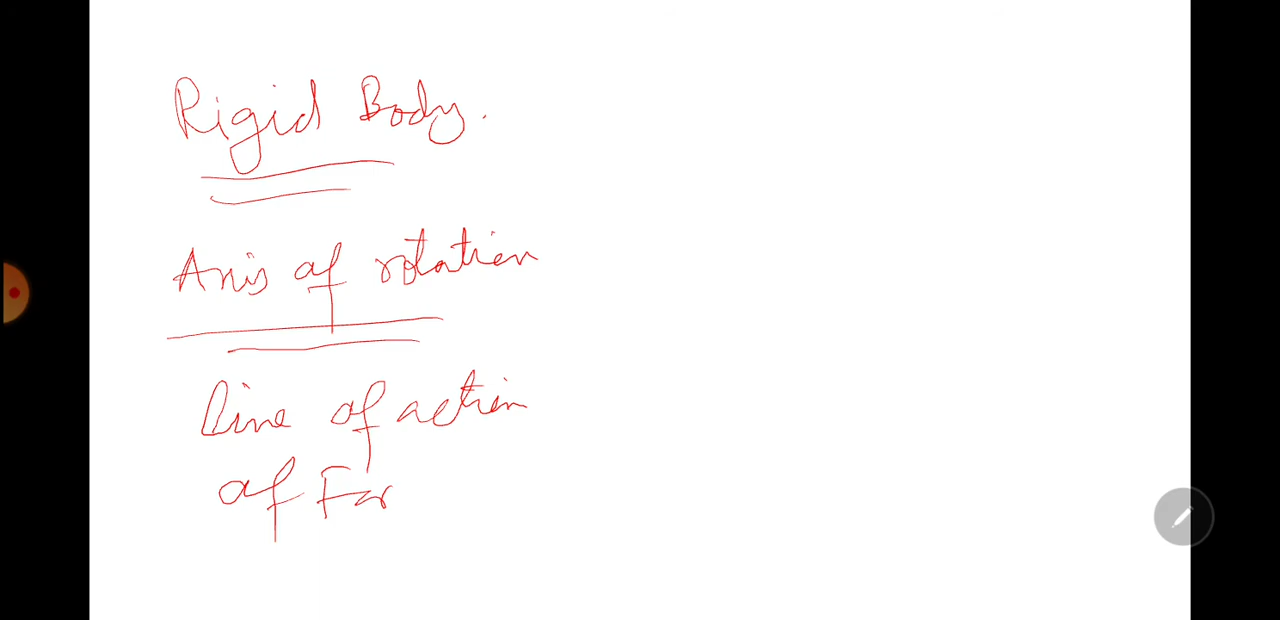 Rigid Body.
Axis of rotation
Line of action
of For